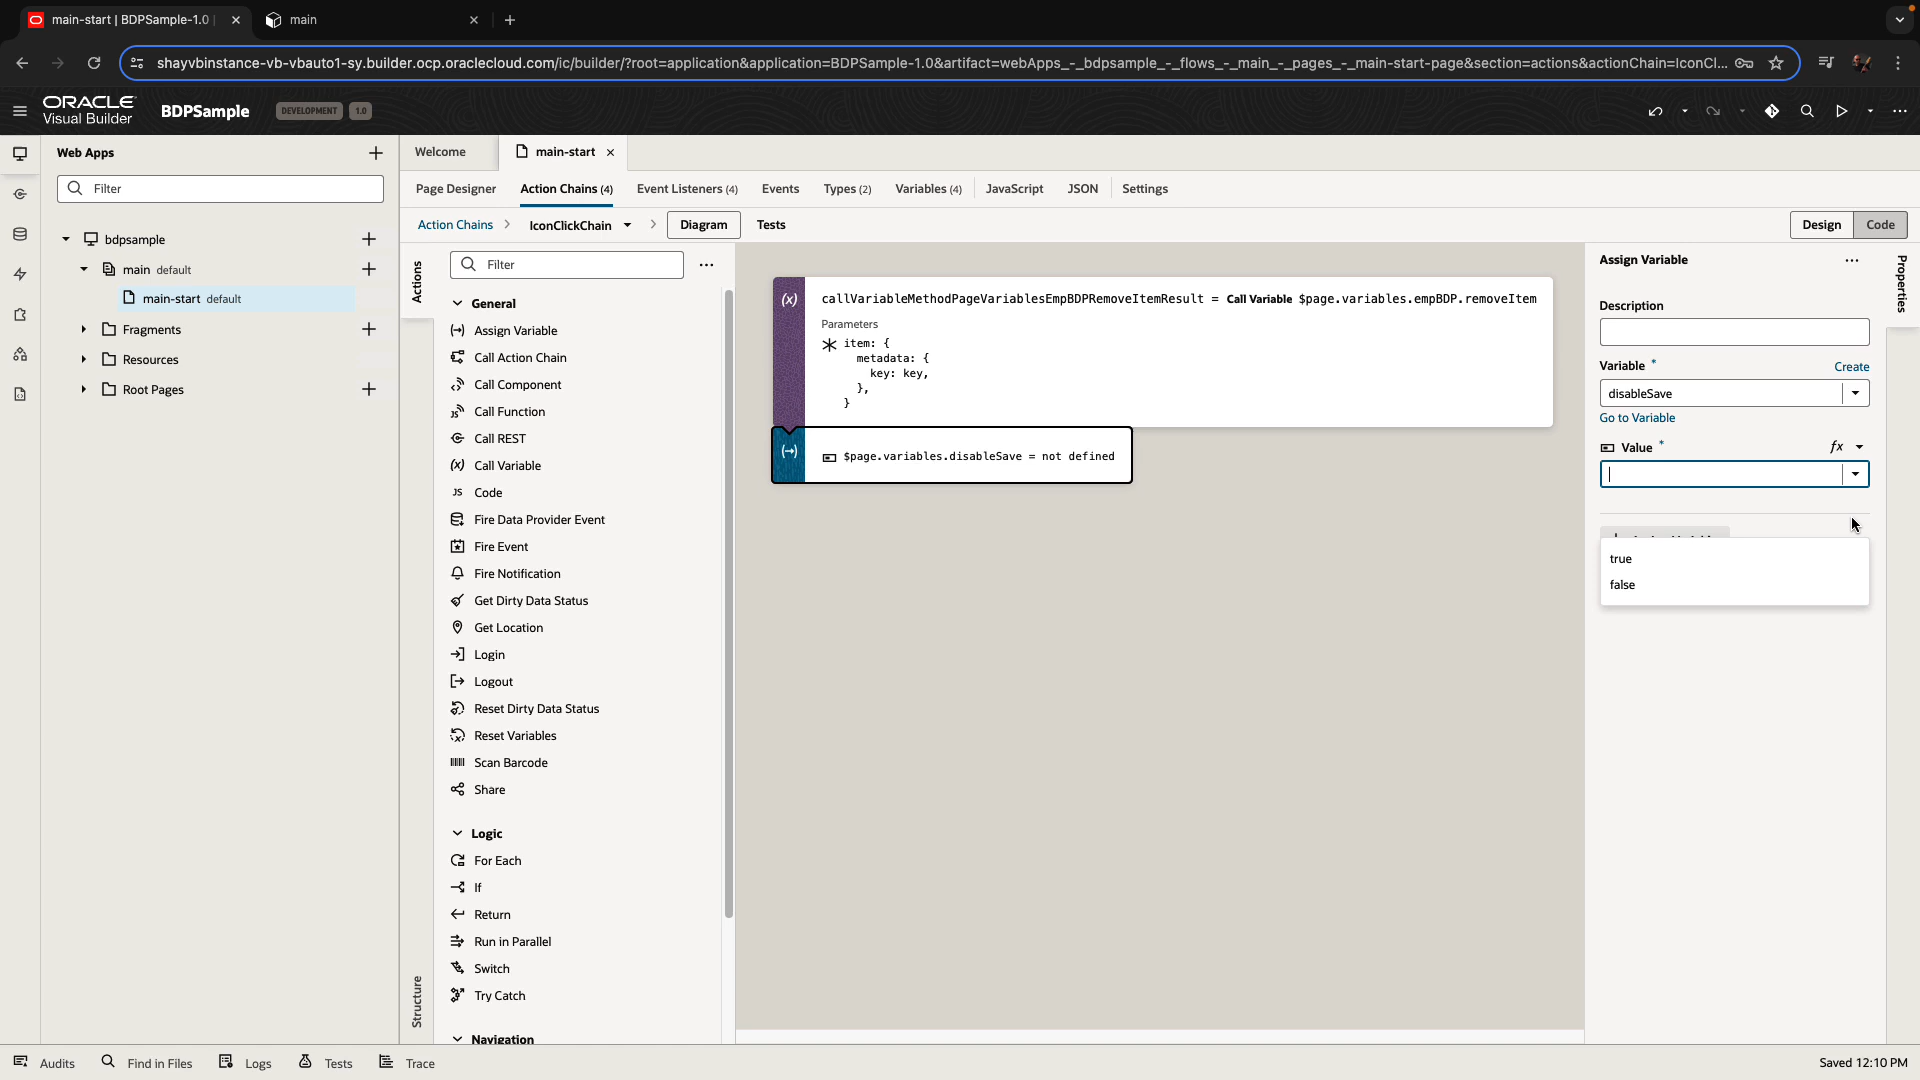 main-start | BDPSample-1.0 |
main
shayvbinstance-vb-vbauto1-sy.builder.ocp.oraclecloud.com/ic/builder/?root=application&application=BDPSample-1.0&artifact=webApps_-_bdpsample_-_flows_-_main_-_pages_-_main-start-page&section=actions&actionChain=IconCl...
ORACLE
Visual Builder
BDPSample
DEVELOPMENT
1.0
Web Apps
Filter
bdpsample
main default
main-start default
Fragments
Resources
Root Pages
Welcome
main-start
Page Designer
Action Chains (4)
Event Listeners (4)
Events
Types (2)
Variables (4)
JavaScript
JSON
Settings
Action Chains
IconClickChain
Diagram
Tests
Design
Code
Actions
Structure
Filter
General
Assign Variable
Call Action Chain
Call Component
Call Function
Call REST
Call Variable
Code
Fire Data Provider Event
Fire Event
Fire Notification
Get Dirty Data Status
Get Location
Login
Logout
Reset Dirty Data Status
Reset Variables
Scan Barcode
Share
Logic
For Each
If
Return
Run in Parallel
Switch
Try Catch
Navigation
callVariableMethodPageVariablesEmpBDPRemoveItemResult = Call Variable $page.variables.empBDP.removeItem
Parameters
item: {
metadata: {
key: key,
},
}
$page.variables.disableSave = not defined
Assign Variable
Properties
Description
Variable *
Create
disableSave
Go to Variable
Value *
fx
true
false
Audits
Find in Files
Logs
Tests
Trace
Saved 12:10 PM